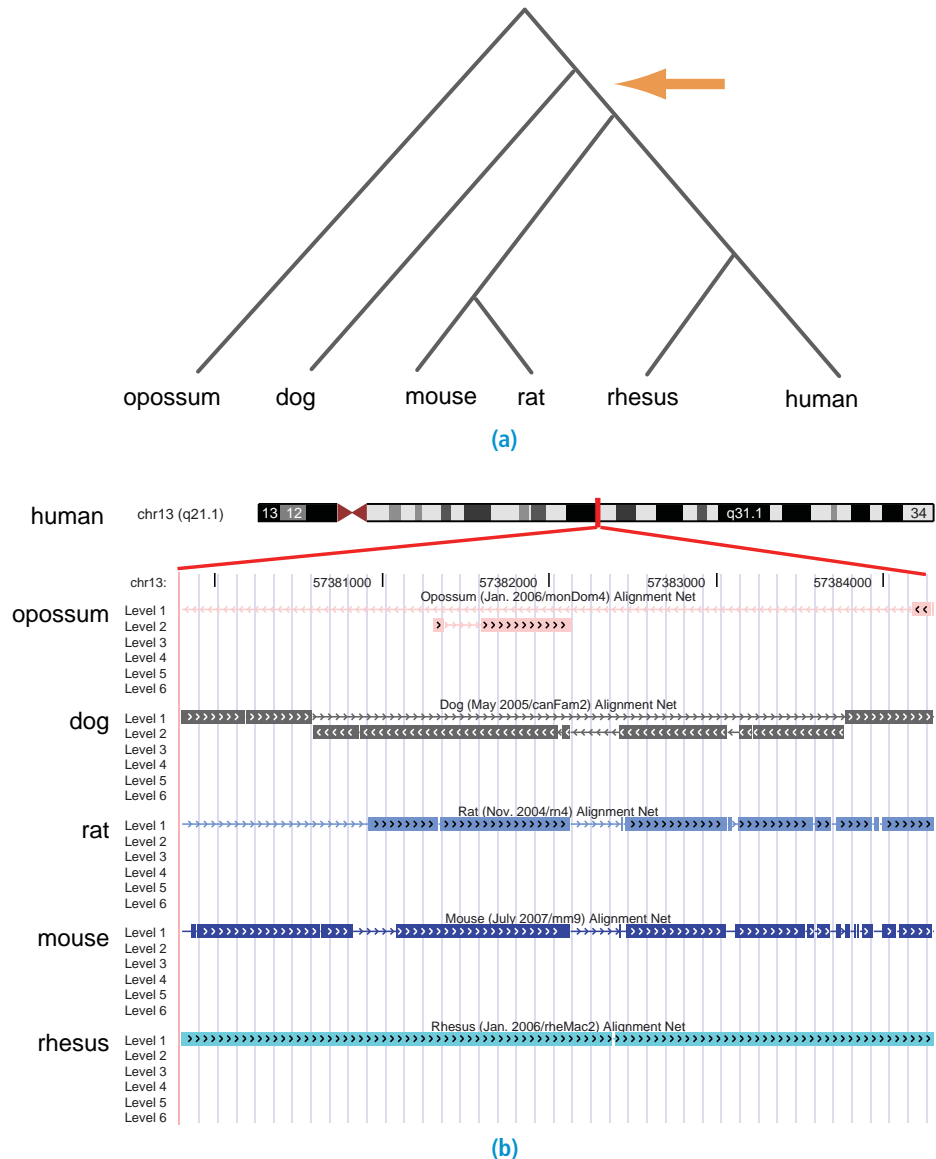 opossum dog mouse rat rhesus human
(a)
human chr13 (q21.1) 13 12 q31.1 34
chr13: 57381000 57382000 57383000 57384000
Opossum (Jan. 2006/monDom4) Alignment Net
opossum Level 1
Level 2
Level 3
Level 4
Level 5
Level 6
Dog (May 2005/canFam2) Alignment Net
dog Level 1
Level 2
Level 3
Level 4
Level 5
Level 6
Rat (Nov. 2004/rn4) Alignment Net
rat Level 1
Level 2
Level 3
Level 4
Level 5
Level 6
Mouse (July 2007/mm9) Alignment Net
mouse Level 1
Level 2
Level 3
Level 4
Level 5
Level 6
Rhesus (Jan. 2006/rheMac2) Alignment Net
rhesus Level 1
Level 2
Level 3
Level 4
Level 5
Level 6
(b)